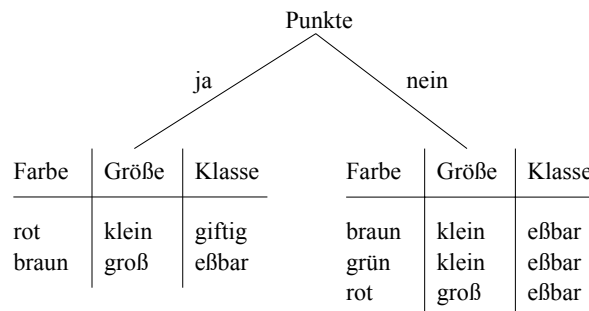 Punkte
ja nein
Farbe Größe Klasse Farbe Größe Klasse
rot klein giftig braun klein eßbar
braun groß eßbar grün klein eßbar
rot groß eßbar